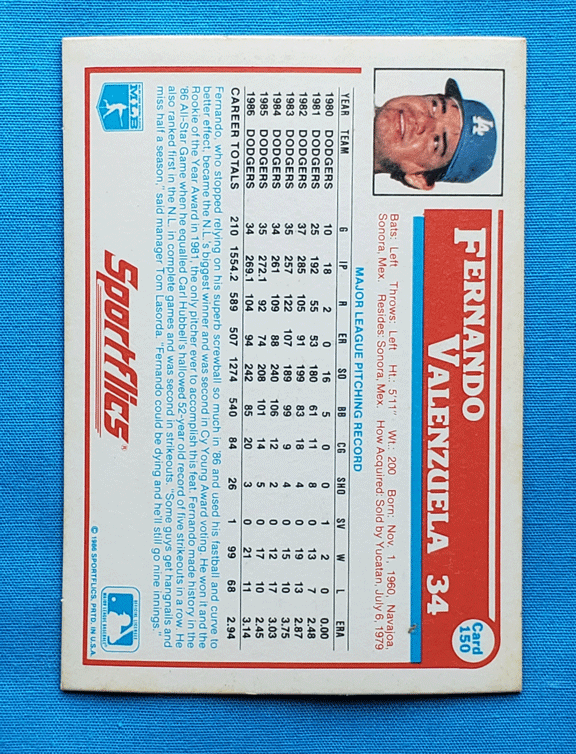 FERNANDO
VALENZUELA 34
Card
150
Bats: Left Throws: Left Ht.: 5'11" Wt.: 200 Born: Nov. 1, 1960, Navajoa,
Sonora, Mex. Resides: Sonora, Mex. How Acquired: Sold by Yucatan, July 6, 1979
MAJOR LEAGUE PITCHING RECORD
YEAR TEAM G IP R ER SO BB CG SHO SV W L ERA
1980 DODGERS 10 18 2 0 16 5 0 0 1 2 0 0.00
1981 DODGERS 25 192 55 53 180 61 11 8 0 13 7 2.48
1982 DODGERS 37 285 105 91 199 83 18 4 0 19 13 2.87
1983 DODGERS 35 257 122 107 189 99 9 4 0 15 10 3.75
1984 DODGERS 34 261 109 88 240 106 12 2 0 12 17 3.03
1985 DODGERS 35 272.1 92 74 208 101 14 5 0 17 10 2.45
1986 DODGERS 34 269.1 104 94 242 85 20 3 0 21 11 3.14
CAREER TOTALS 210 1554.2 589 507 1274 540 84 26 1 99 68 2.94
Fernando, who stopped relying on his superb screwball so much in '86 and used his fastball and curve to
better effect, became the N.L.'s biggest winner and was second in Cy Young Award voting. He won it and the
Rookie of the Year Award in 1981, the only pitcher ever to accomplish this feat. Fernando made history in the
'86 All-Star Game when he equalled Carl Hubbell's hallowed 52-year old record of five strikeouts in a row. He
also ranked first in the N.L. in complete games and was second in strikeouts. "Some guys get hangnails and
miss half a season," said manager Tom Lasorda. "Fernando could be dying and he'll still go nine innings."
Sportflics®
© 1986 SPORTFLICS, PRTD. IN U.S.A.